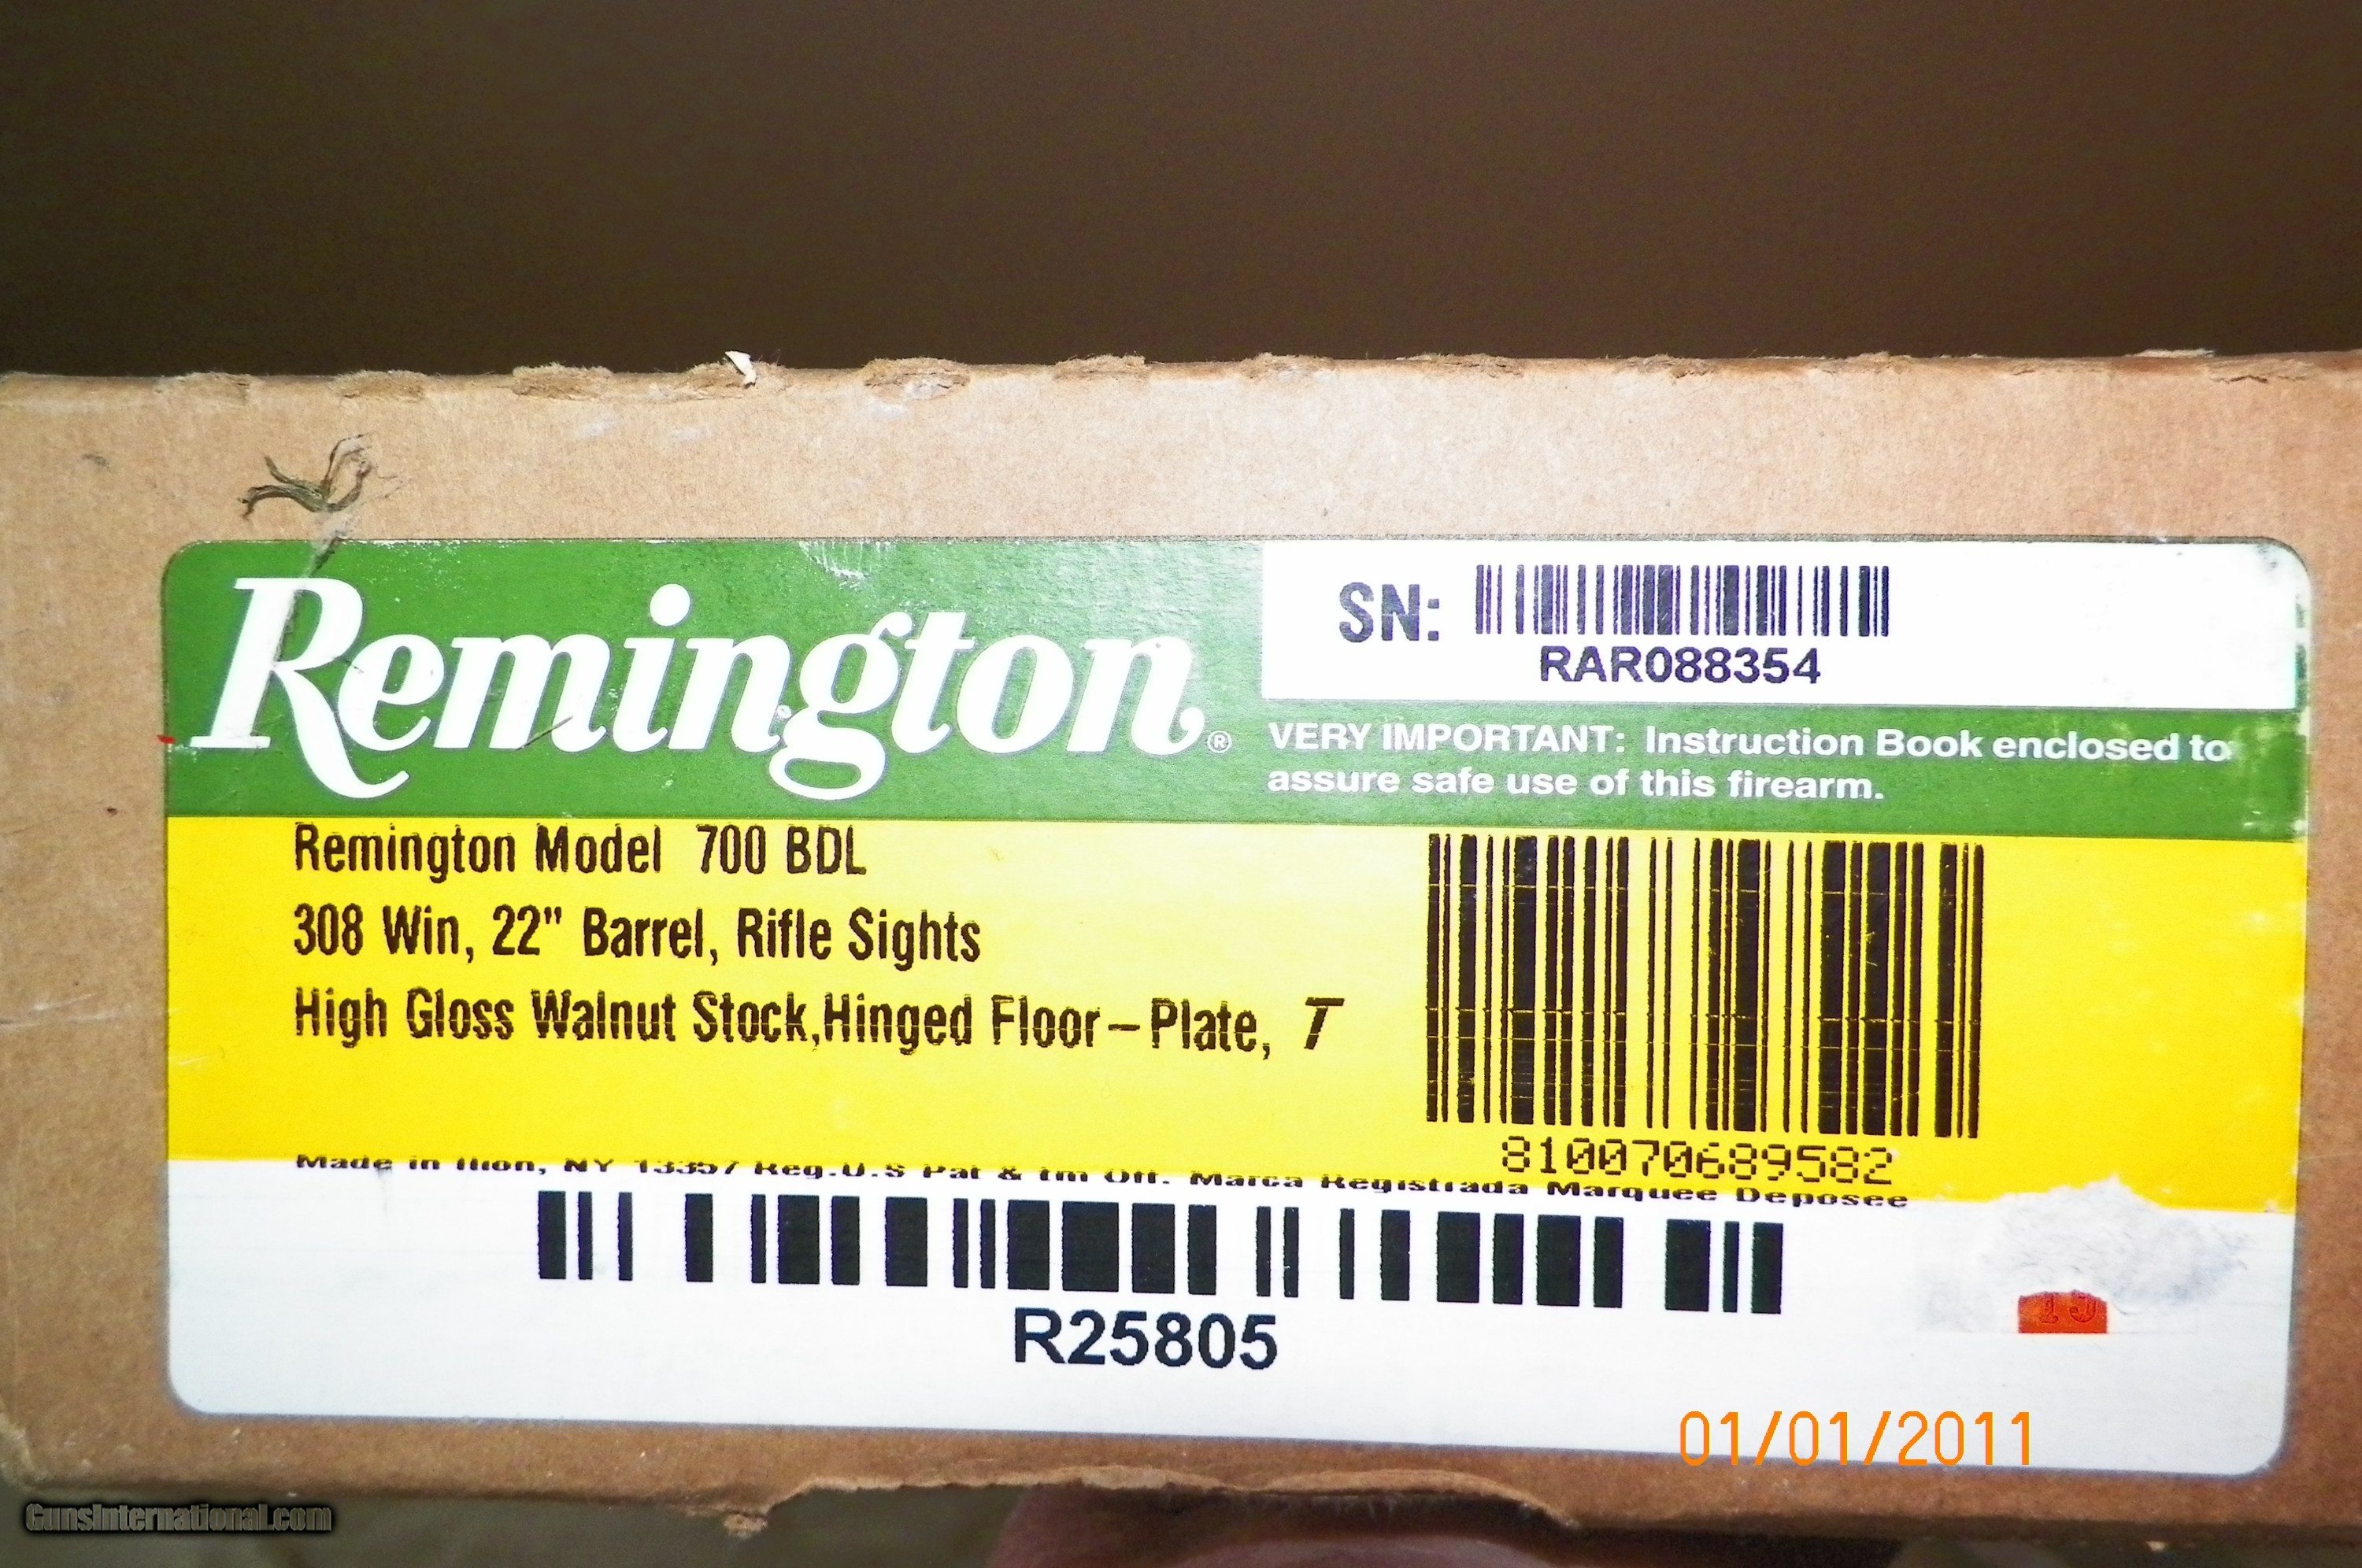 Remington®
SN:
RAR088354
VERY IMPORTANT: Instruction Book enclosed to
assure safe use of this firearm.
Remington Model 700 BDL
308 Win, 22" Barrel, Rifle Sights
High Gloss Walnut Stock,Hinged Floor-Plate, T
810070689582
Made in Ilion, NY 13357 Reg.U.S Pat & tm Off. Marca Registrada Marquee Deposee
R25805
15
01/01/2011
GunsInternational.com